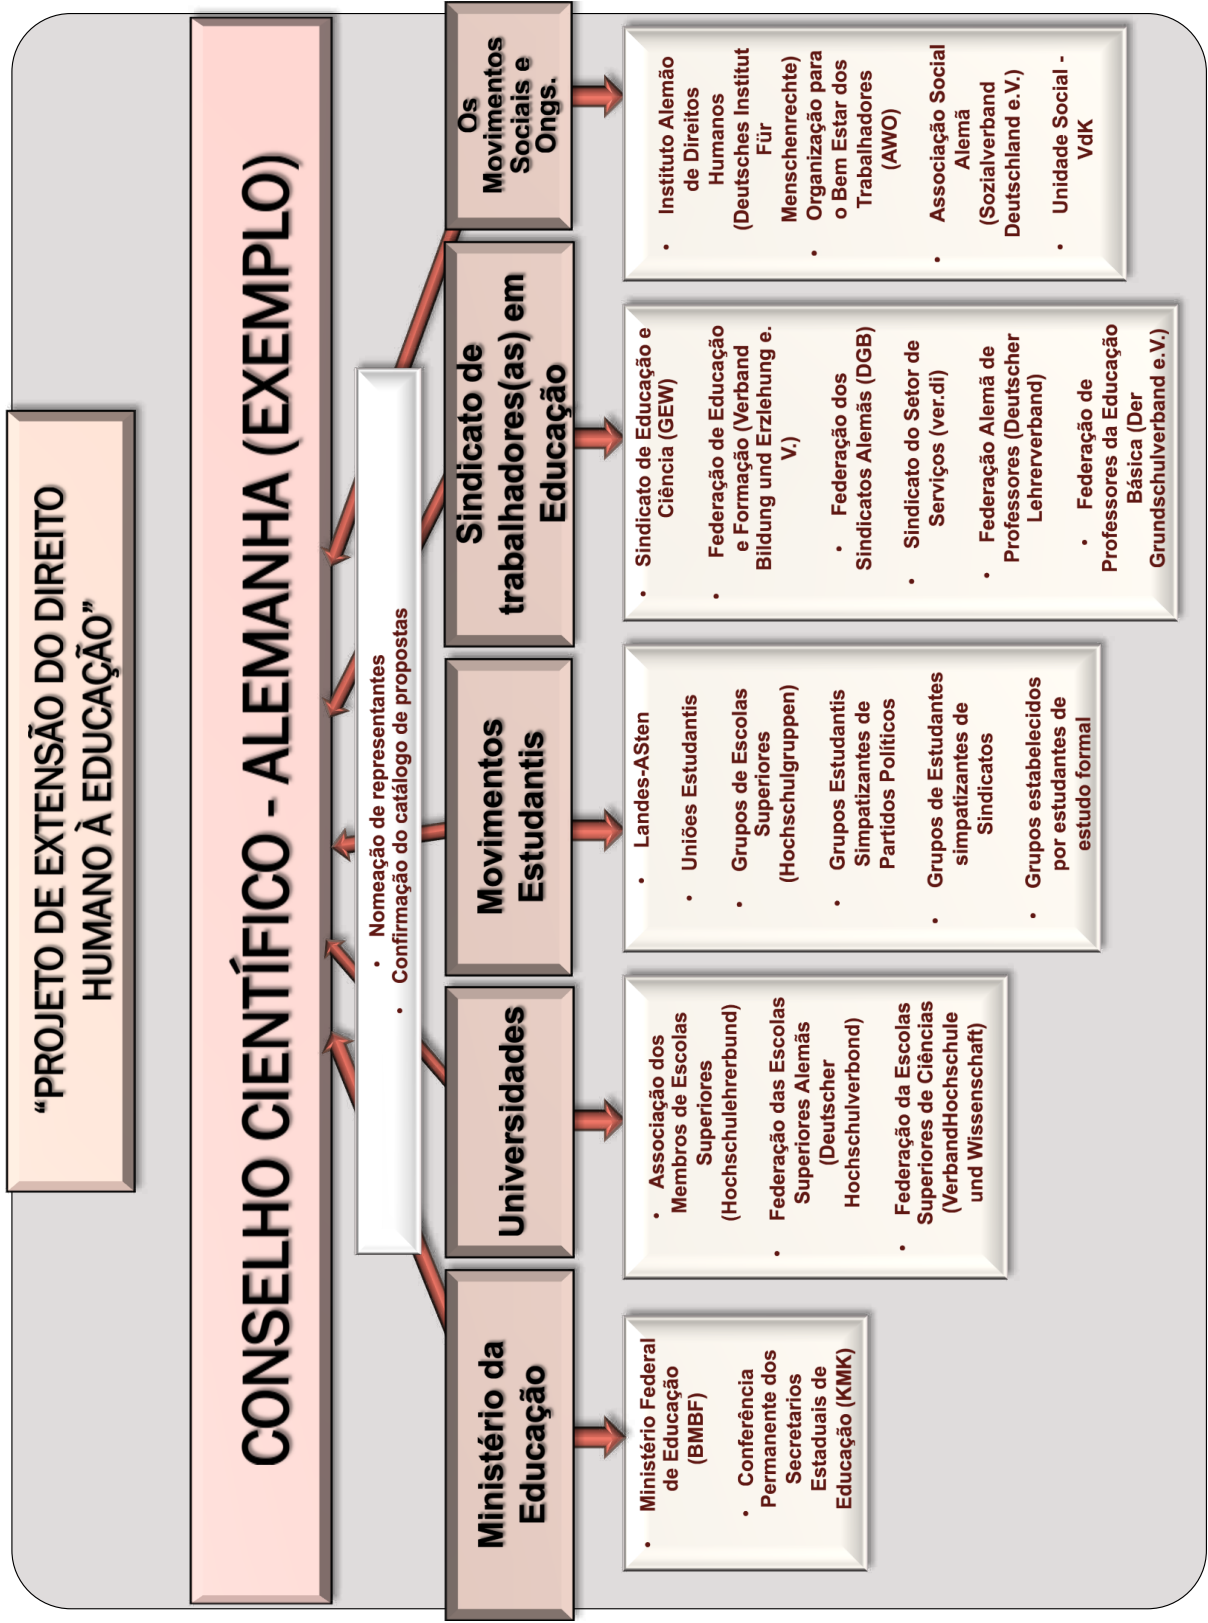 “PROJETO DE EXTENSÃO DO DIREITO
HUMANO À EDUCAÇÃO”
CONSELHO CIENTÍFICO - ALEMANHA (EXEMPLO)
• Nomeação de representantes
• Confirmação do catálogo de propostas
Ministério da
Educação
• Ministério Federal
de Educação
(BMBF)
• Conferência
Permanente dos
Secretarios
Estaduais de
Educação (KMK)
Universidades
• Associação dos
Membros de Escolas
Superiores
(Hochschulehrerbund)
• Federação das Escolas
Superiores Alemãs
(Deutscher
Hochschulverbond)
• Federação da Escolas
Superiores de Ciências
(VerbandHochschule
und Wissenschaft)
Movimentos
Estudantis
• Landes-ASten
• Uniões Estudantis
• Grupos de Escolas
Superiores
(Hochschulgruppen)
• Grupos Estudantis
Simpatizantes de
Partidos Políticos
• Grupos de Estudantes
simpatizantes de
Sindicatos
• Grupos estabelecidos
por estudantes de
estudo formal
Sindicato de
trabalhadores(as) em
Educação
• Sindicato de Educação e
Ciência (GEW)
• Federação de Educação
e Formação (Verband
Bildung und Erzlehung e.
V.)
• Federação dos
Sindicatos Alemãs (DGB)
• Sindicato do Setor de
Serviços (ver.di)
• Federação Alemã de
Professores (Deutscher
Lehrerverband)
• Federação de
Professores da Educação
Básica (Der
Grundschulverband e.V.)
Os
Movimentos
Sociais e
Ongs.
• Instituto Alemão
de Direitos
Humanos
(Deutsches Institut
Für
Menschenrechte)
• Organização para
o Bem Estar dos
Trabalhadores
(AWO)
• Associação Social
Alemã
(Sozialverband
Deutschland e.V.)
• Unidade Social -
VdK